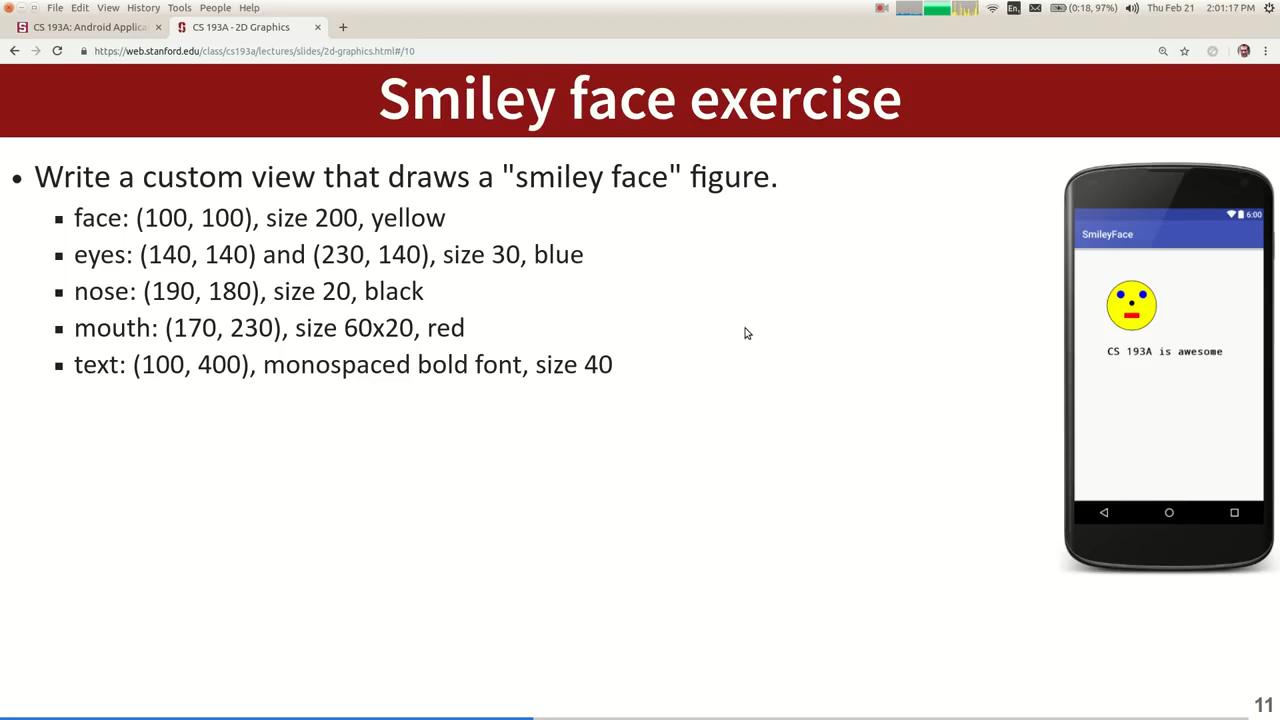 File Edit View History Tools People Help
En (0:18, 97%) Thu Feb 21 2:01:17 PM
CS 193A: Android Applica × CS 193A - 2D Graphics × +
https://web.stanford.edu/class/cs193a/lectures/slides/2d-graphics.html#/10
Smiley face exercise
• Write a custom view that draws a "smiley face" figure.
▪ face: (100, 100), size 200, yellow
▪ eyes: (140, 140) and (230, 140), size 30, blue
▪ nose: (190, 180), size 20, black
▪ mouth: (170, 230), size 60x20, red
▪ text: (100, 400), monospaced bold font, size 40
6:00
SmileyFace
CS 193A is awesome
11